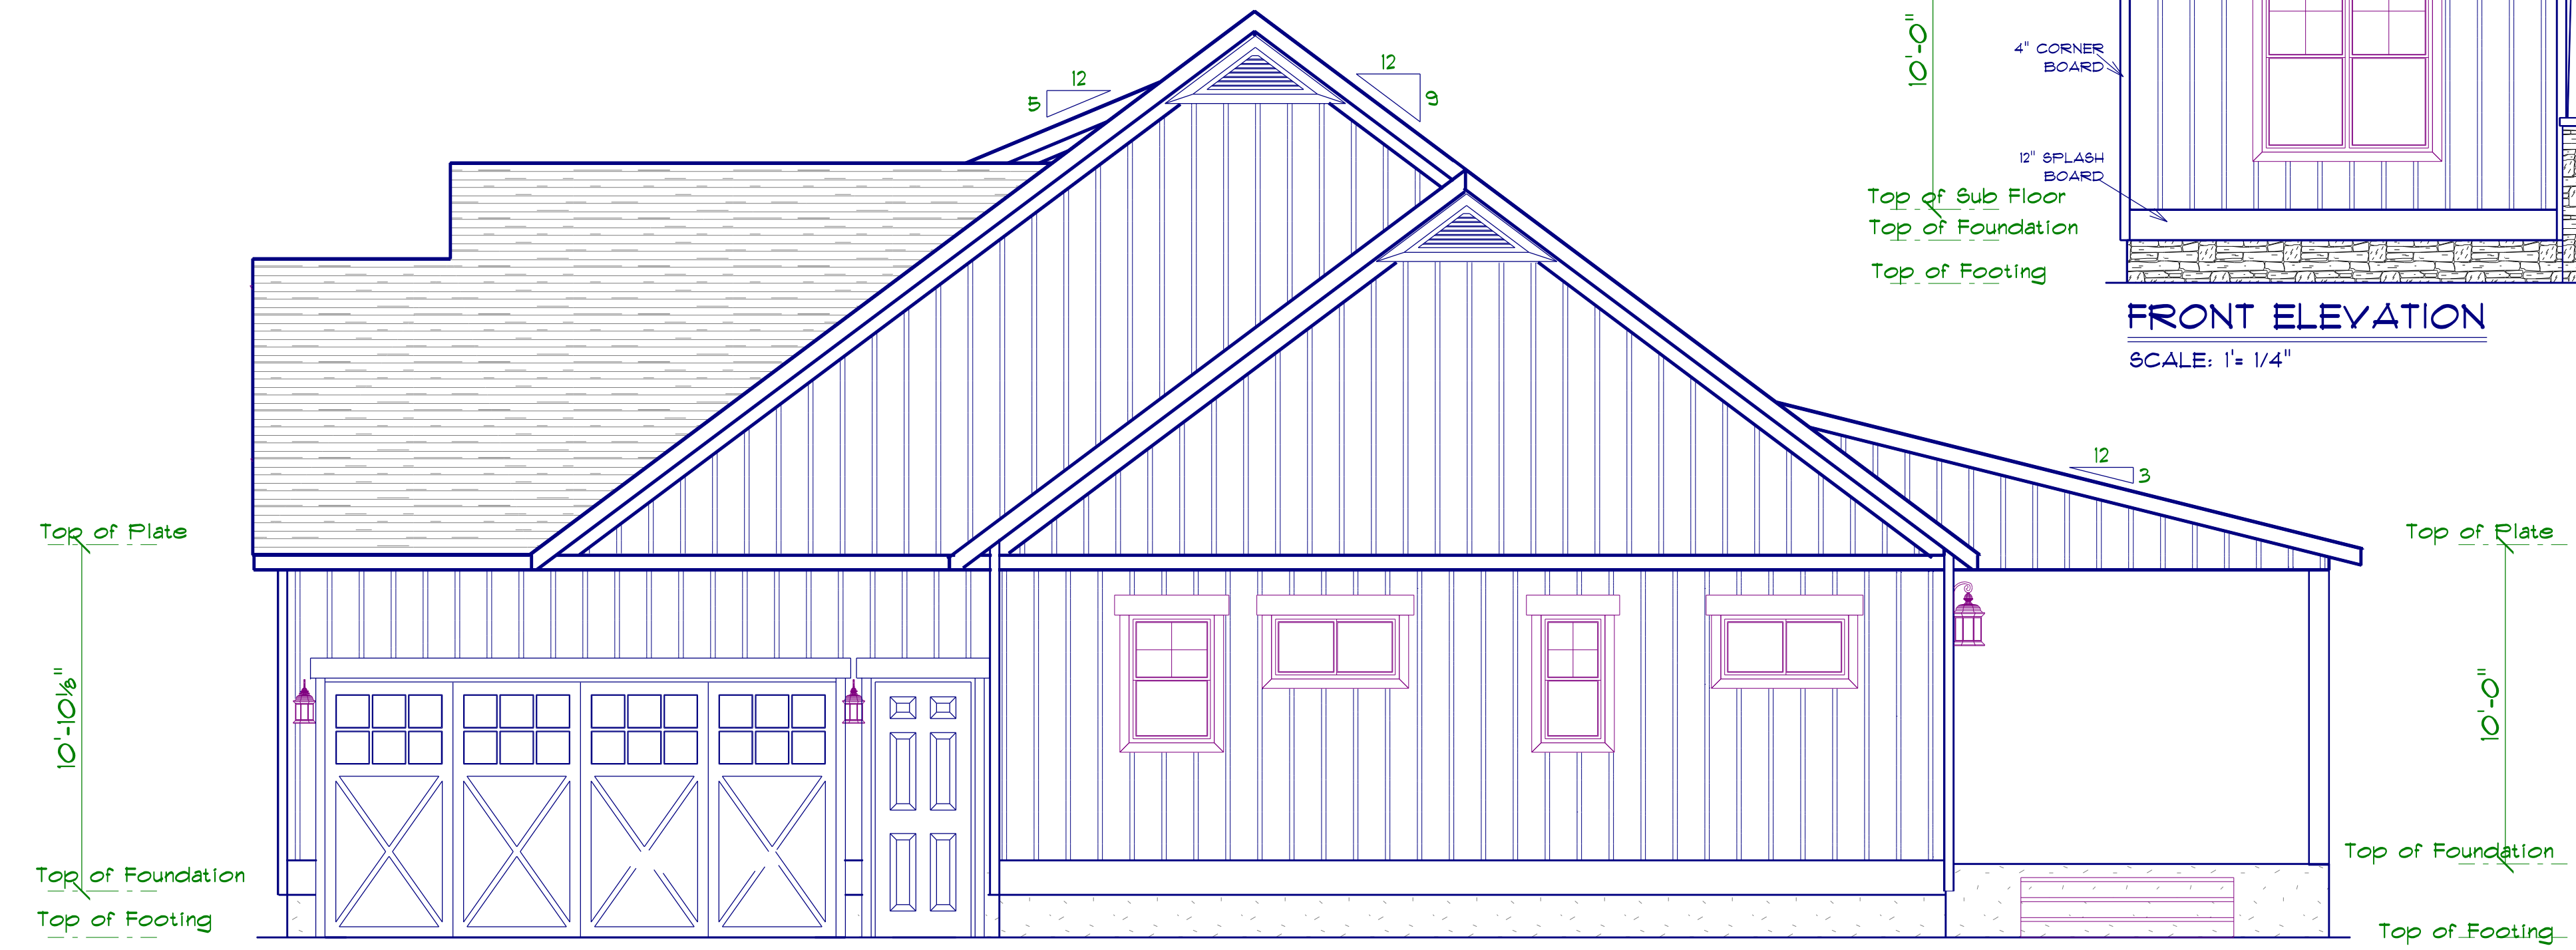 12
5
12
9
10'-0"
4" CORNER
BOARD
12" SPLASH
BOARD
Top of Sub Floor
Top of Foundation
Top of Footing
FRONT ELEVATION
SCALE: 1'= 1/4"
12
3
Top of Plate
10'-10⅛"
Top of Foundation
Top of Footing
Top of Plate
10'-0"
Top of Foundation
Top of Footing